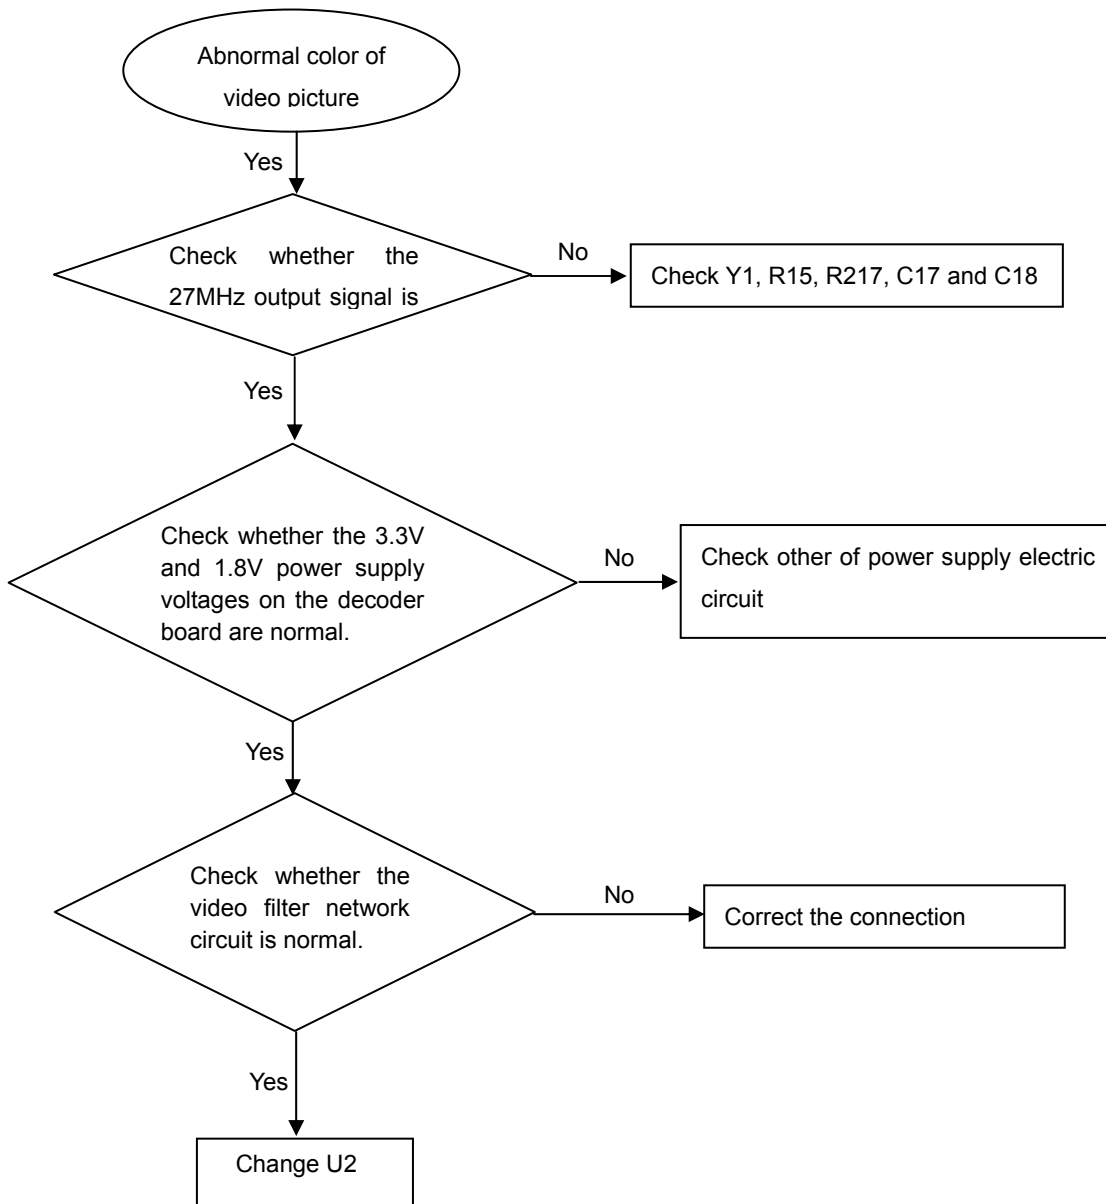 Abnormal color of
video picture
Yes
Check whether the
27MHz output signal is
No
Check Y1, R15, R217, C17 and C18
Yes
Check whether the 3.3V
and 1.8V power supply
voltages on the decoder
board are normal.
No
Check other of power supply electric
circuit
Yes
Check whether the
video filter network
circuit is normal.
No
Correct the connection
Yes
Change U2